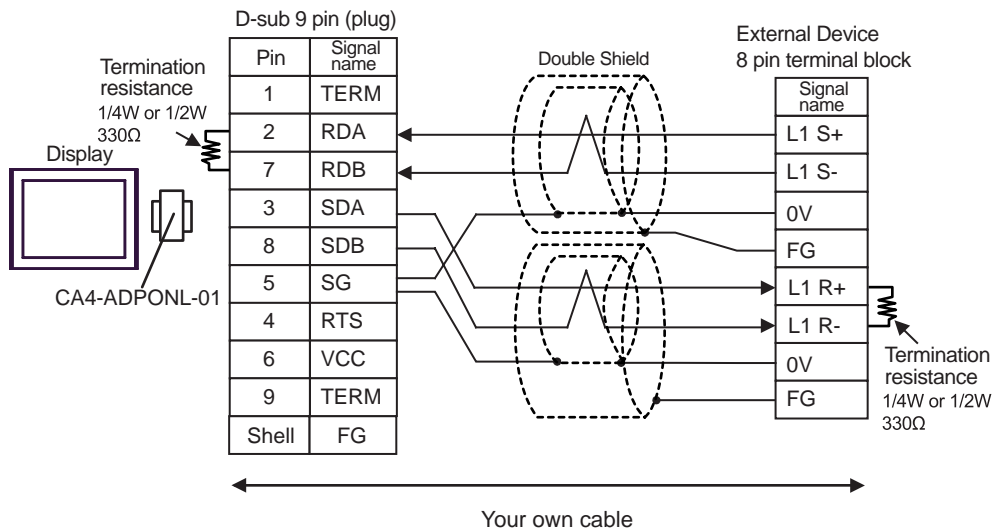 D-sub 9 pin (plug)
Pin Signal name
1 TERM
2 RDA
7 RDB
3 SDA
8 SDB
5 SG
4 RTS
6 VCC
9 TERM
Shell FG
Termination
resistance
1/4W or 1/2W
330Ω
Display
CA4-ADPONL-01
Double Shield
External Device
8 pin terminal block
Signal
name
L1 S+
L1 S-
0V
FG
L1 R+
L1 R-
0V
FG
Termination
resistance
1/4W or 1/2W
330Ω
Your own cable